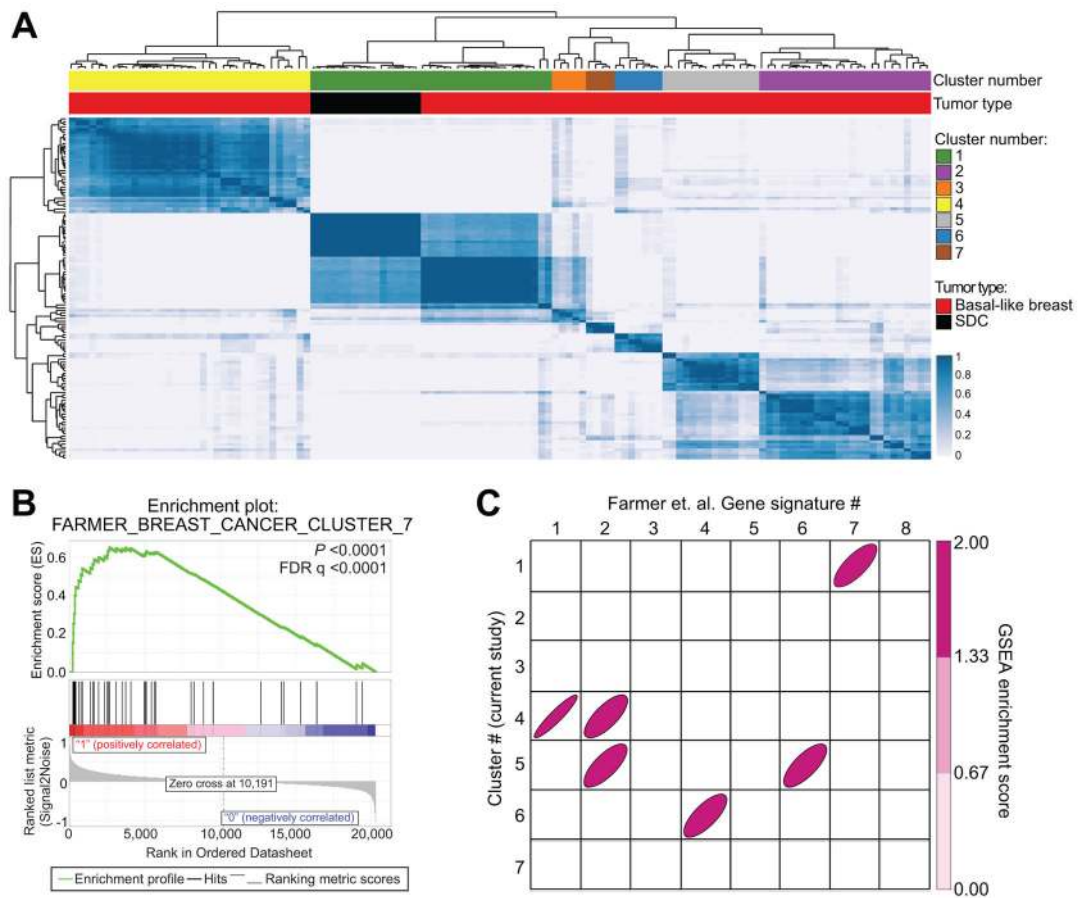 A
Cluster number
Tumor type
Cluster number:
1
2
3
4
5
6
7
Tumor type:
Basal-like breast
SDC
1
0.8
0.6
0.4
0.2
0
B
Enrichment plot:
FARMER_BREAST_CANCER_CLUSTER_7
Enrichment score (ES)
0.6
0.4
0.2
0.0
P <0.0001
FDR q <0.0001
Ranked list metric
(Signal2Noise)
1
0
-1
"1" (positively correlated)
Zero cross at 10,191
"0" (negatively correlated)
0 5,000 10,000 15,000 20,000
Rank in Ordered Datasheet
Enrichment profile Hits Ranking metric scores
C
Farmer et. al. Gene signature #
1 2 3 4 5 6 7 8
Cluster # (current study)
1
2
3
4
5
6
7
2.00
1.33
0.67
0.00
GSEA enrichment score